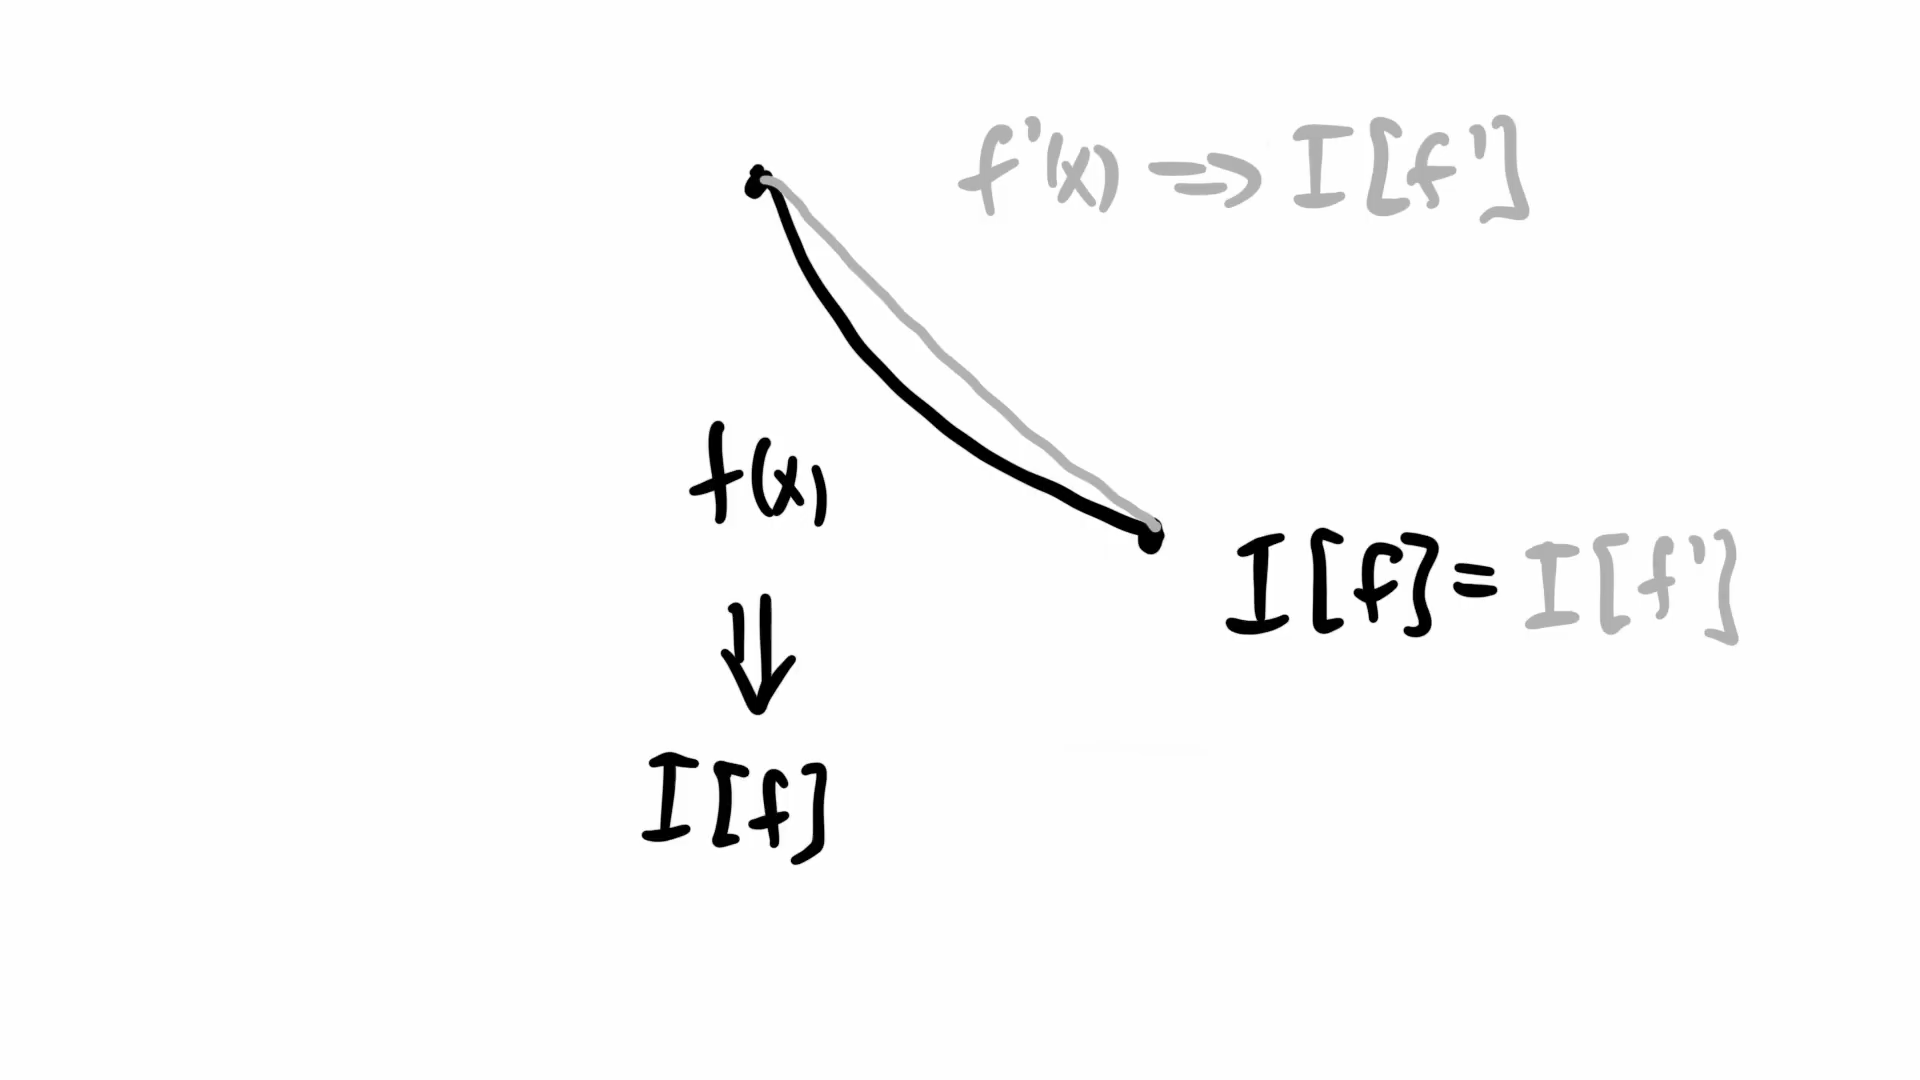 f'(x) ⇒ I[f']
f(x)
I[f] = I[f']
⇓
I[f]